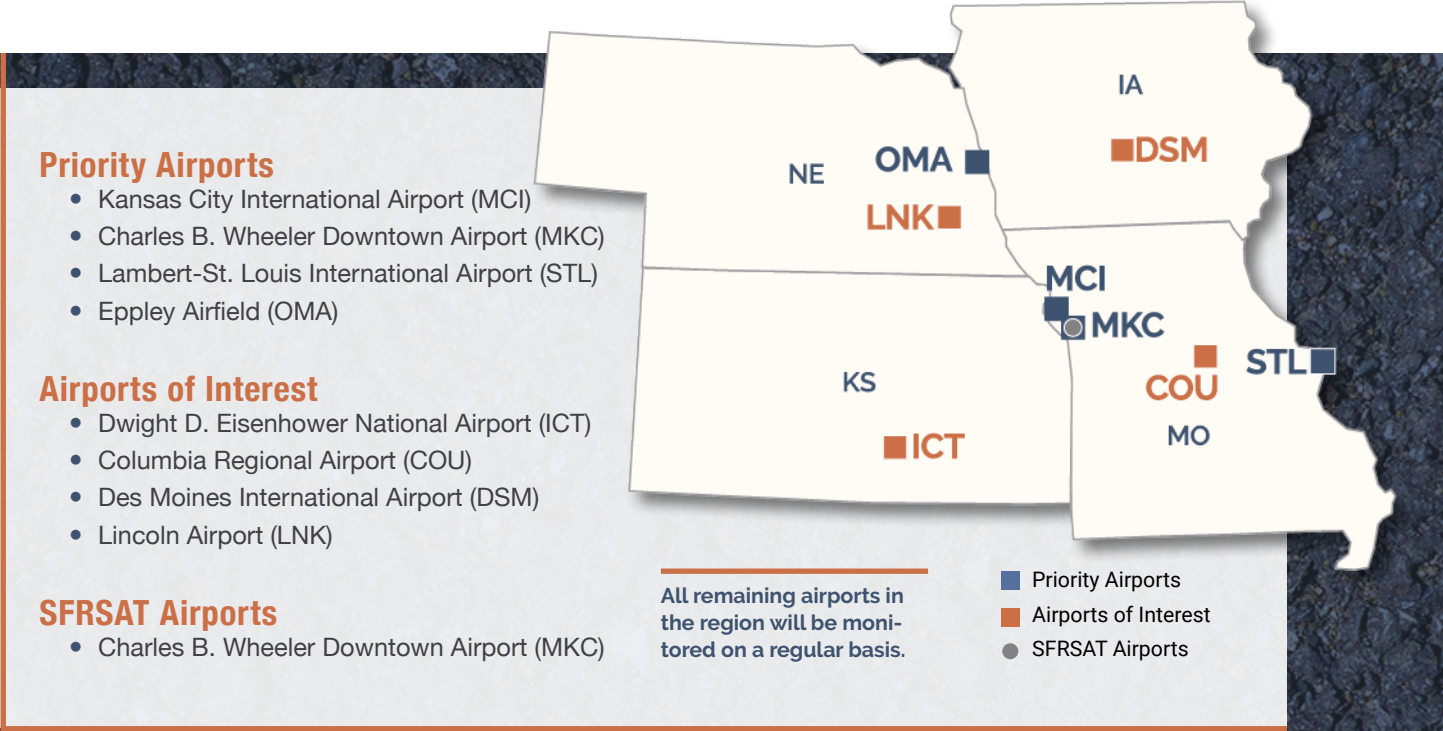 Priority Airports
• Kansas City International Airport (MCI)
• Charles B. Wheeler Downtown Airport (MKC)
• Lambert-St. Louis International Airport (STL)
• Eppley Airfield (OMA)
Airports of Interest
• Dwight D. Eisenhower National Airport (ICT)
• Columbia Regional Airport (COU)
• Des Moines International Airport (DSM)
• Lincoln Airport (LNK)
SFRSAT Airports
• Charles B. Wheeler Downtown Airport (MKC)
IA
DSM
OMA
NE
LNK
MCI
MKC
STL
COU
KS
MO
ICT
All remaining airports in
the region will be moni-
tored on a regular basis.
Priority Airports
Airports of Interest
SFRSAT Airports